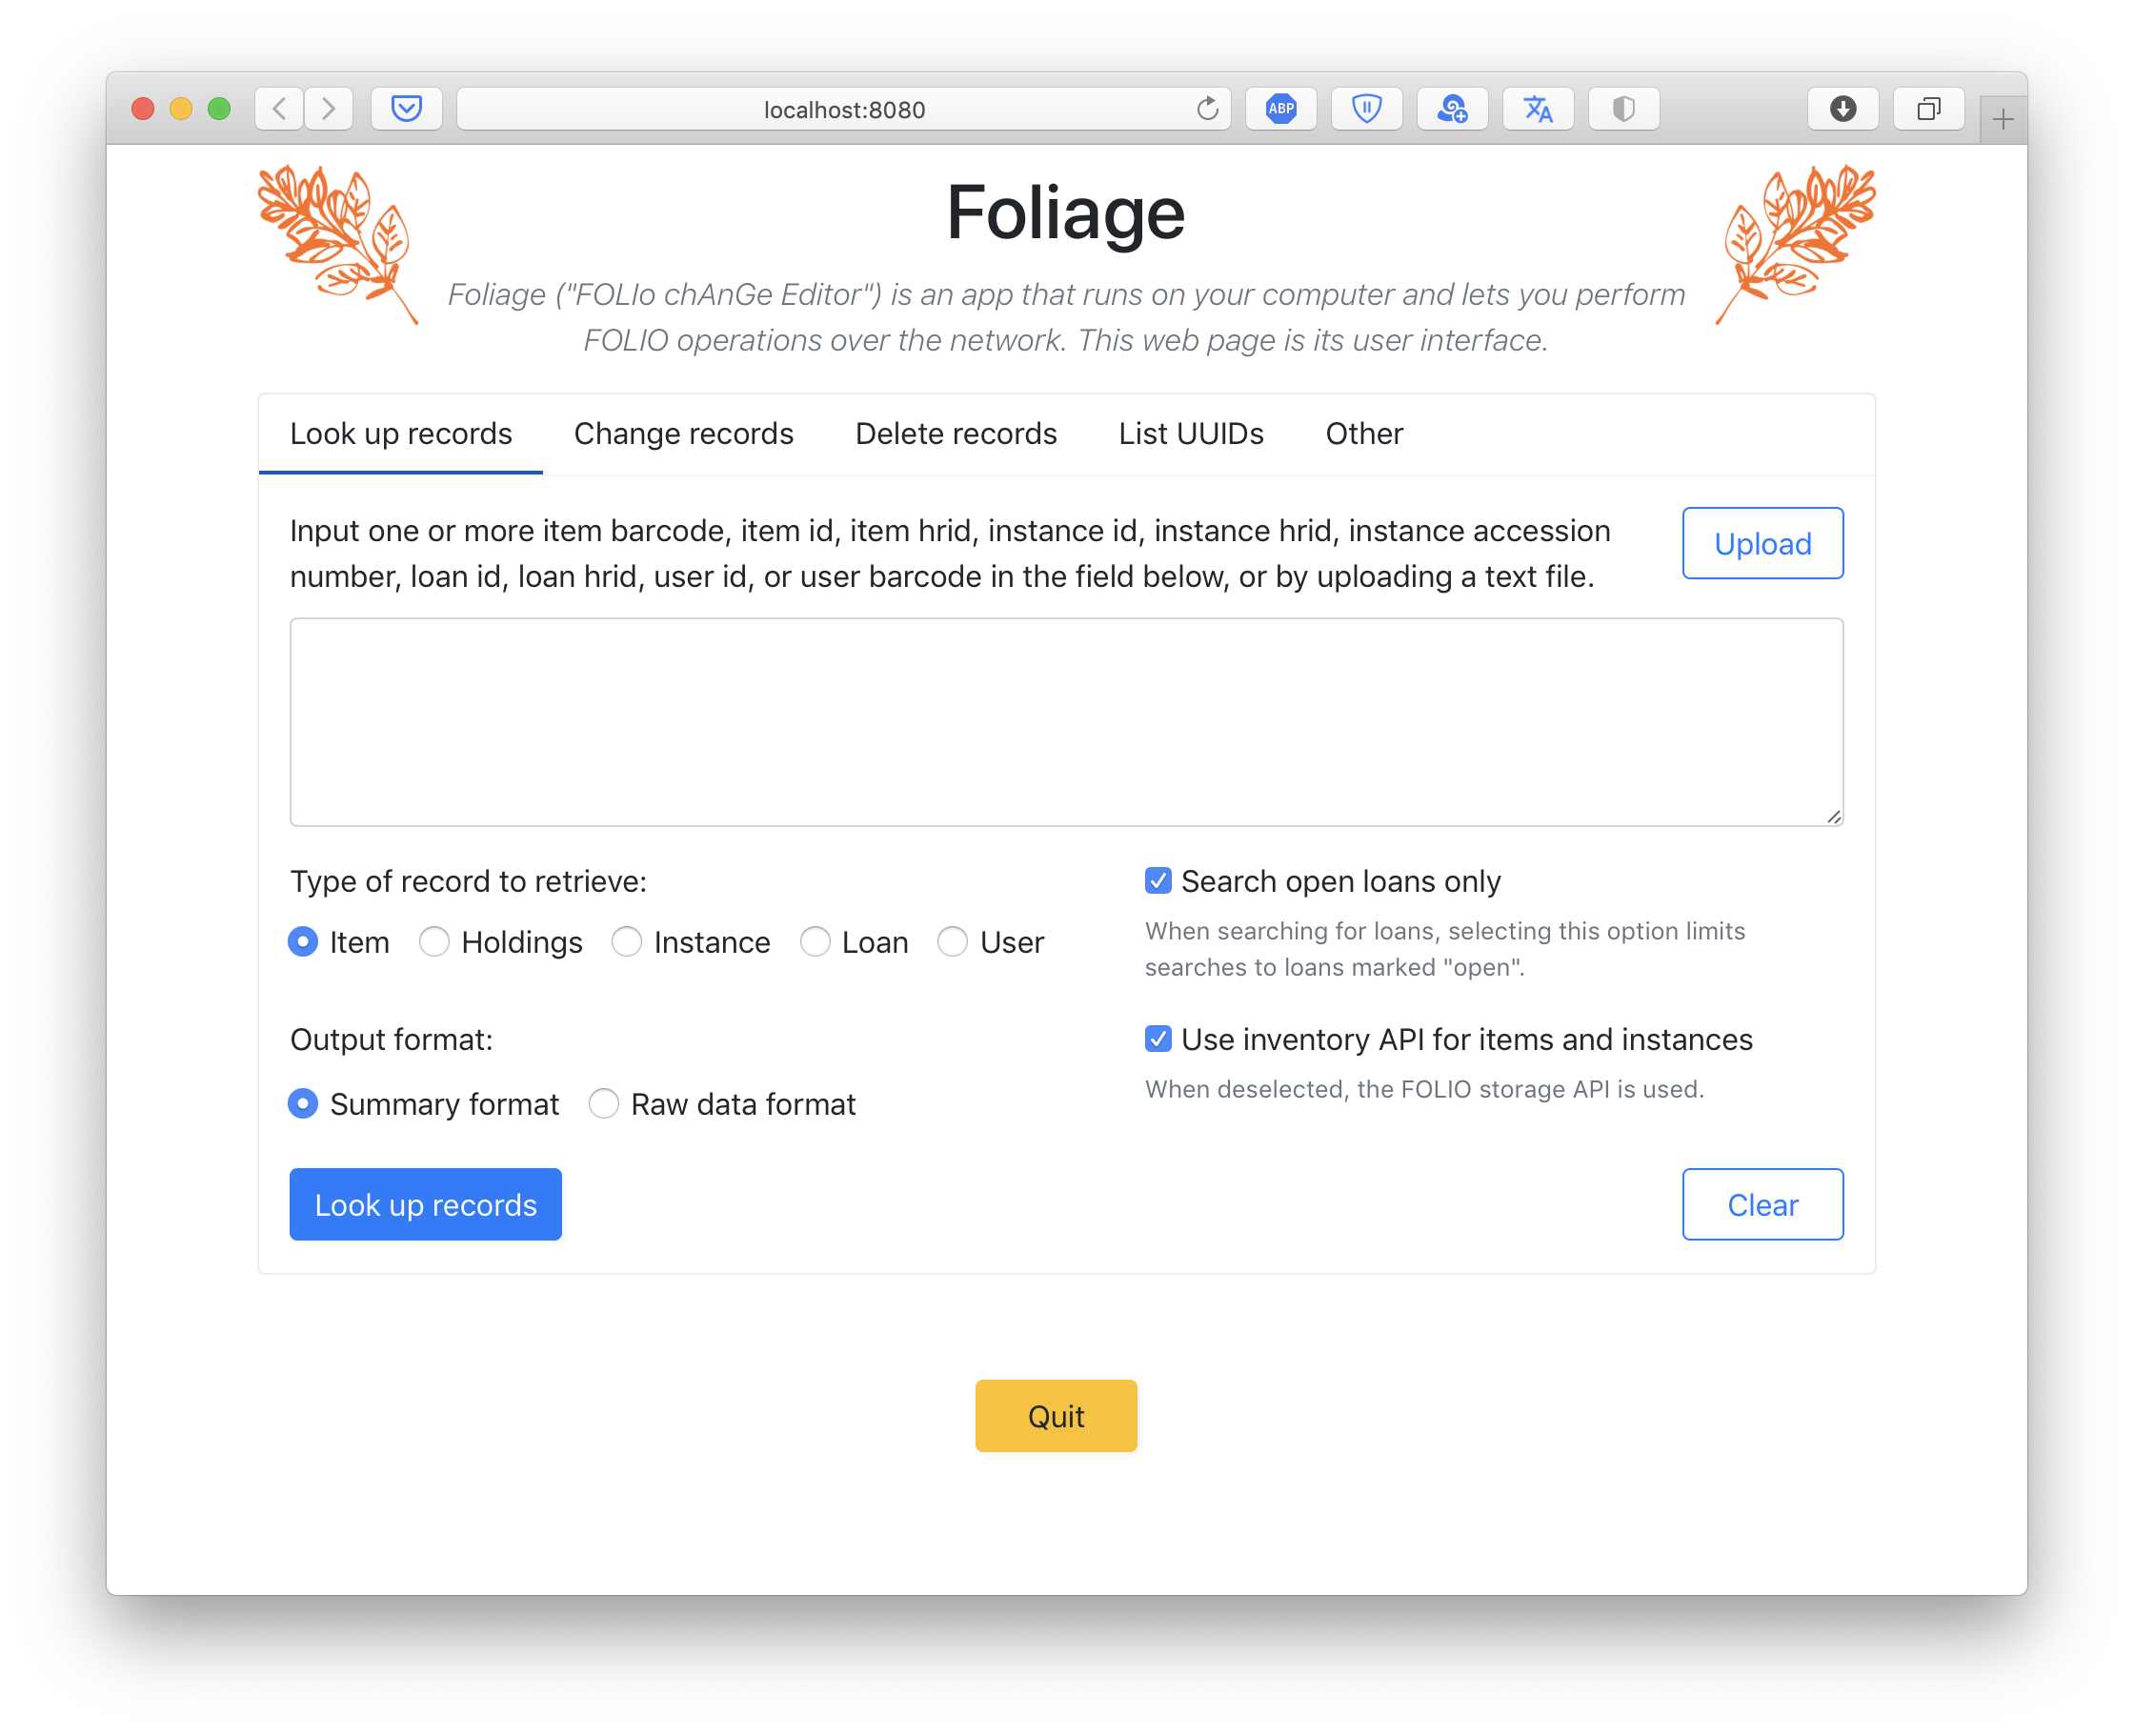 localhost:8080
ABP
Foliage
Foliage ("FOLIo chAnGe Editor") is an app that runs on your computer and lets you perform
FOLIO operations over the network. This web page is its user interface.
Look up records Change records Delete records List UUIDs Other
Input one or more item barcode, item id, item hrid, instance id, instance hrid, instance accession
number, loan id, loan hrid, user id, or user barcode in the field below, or by uploading a text file.
Upload
Type of record to retrieve:
Item Holdings Instance Loan User
Search open loans only
When searching for loans, selecting this option limits
searches to loans marked "open".
Output format:
Summary format Raw data format
Use inventory API for items and instances
When deselected, the FOLIO storage API is used.
Look up records
Clear
Quit